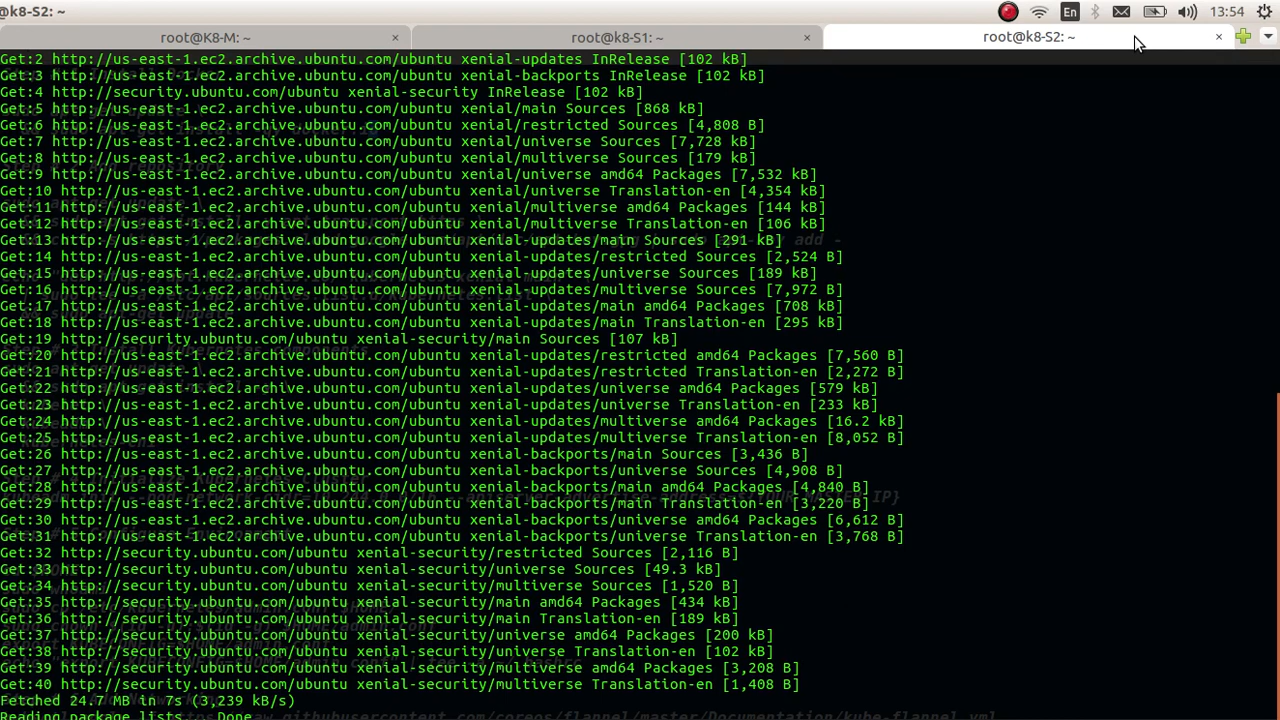 @k8-S2: ~
En
13:54
root@K8-M: ~
root@k8-S1: ~
root@k8-S2: ~
Get:2 http://us-east-1.ec2.archive.ubuntu.com/ubuntu xenial-updates InRelease [102 kB]
Get:3 http://us-east-1.ec2.archive.ubuntu.com/ubuntu xenial-backports InRelease [102 kB]
Get:4 http://security.ubuntu.com/ubuntu xenial-security InRelease [102 kB]
Get:5 http://us-east-1.ec2.archive.ubuntu.com/ubuntu xenial/main Sources [868 kB]
Get:6 http://us-east-1.ec2.archive.ubuntu.com/ubuntu xenial/restricted Sources [4,808 B]
Get:7 http://us-east-1.ec2.archive.ubuntu.com/ubuntu xenial/universe Sources [7,728 kB]
Get:8 http://us-east-1.ec2.archive.ubuntu.com/ubuntu xenial/multiverse Sources [179 kB]
Get:9 http://us-east-1.ec2.archive.ubuntu.com/ubuntu xenial/universe amd64 Packages [7,532 kB]
Get:10 http://us-east-1.ec2.archive.ubuntu.com/ubuntu xenial/universe Translation-en [4,354 kB]
Get:11 http://us-east-1.ec2.archive.ubuntu.com/ubuntu xenial/multiverse amd64 Packages [144 kB]
Get:12 http://us-east-1.ec2.archive.ubuntu.com/ubuntu xenial/multiverse Translation-en [106 kB]
Get:13 http://us-east-1.ec2.archive.ubuntu.com/ubuntu xenial-updates/main Sources [291 kB]
Get:14 http://us-east-1.ec2.archive.ubuntu.com/ubuntu xenial-updates/restricted Sources [2,524 B]
Get:15 http://us-east-1.ec2.archive.ubuntu.com/ubuntu xenial-updates/universe Sources [189 kB]
Get:16 http://us-east-1.ec2.archive.ubuntu.com/ubuntu xenial-updates/multiverse Sources [7,972 B]
Get:17 http://us-east-1.ec2.archive.ubuntu.com/ubuntu xenial-updates/main amd64 Packages [708 kB]
Get:18 http://us-east-1.ec2.archive.ubuntu.com/ubuntu xenial-updates/main Translation-en [295 kB]
Get:19 http://security.ubuntu.com/ubuntu xenial-security/main Sources [107 kB]
Get:20 http://us-east-1.ec2.archive.ubuntu.com/ubuntu xenial-updates/restricted amd64 Packages [7,560 B]
Get:21 http://us-east-1.ec2.archive.ubuntu.com/ubuntu xenial-updates/restricted Translation-en [2,272 B]
Get:22 http://us-east-1.ec2.archive.ubuntu.com/ubuntu xenial-updates/universe amd64 Packages [579 kB]
Get:23 http://us-east-1.ec2.archive.ubuntu.com/ubuntu xenial-updates/universe Translation-en [233 kB]
Get:24 http://us-east-1.ec2.archive.ubuntu.com/ubuntu xenial-updates/multiverse amd64 Packages [16.2 kB]
Get:25 http://us-east-1.ec2.archive.ubuntu.com/ubuntu xenial-updates/multiverse Translation-en [8,052 B]
Get:26 http://us-east-1.ec2.archive.ubuntu.com/ubuntu xenial-backports/main Sources [3,436 B]
Get:27 http://us-east-1.ec2.archive.ubuntu.com/ubuntu xenial-backports/universe Sources [4,908 B]
Get:28 http://us-east-1.ec2.archive.ubuntu.com/ubuntu xenial-backports/main amd64 Packages [4,840 B]
Get:29 http://us-east-1.ec2.archive.ubuntu.com/ubuntu xenial-backports/main Translation-en [3,220 B]
Get:30 http://us-east-1.ec2.archive.ubuntu.com/ubuntu xenial-backports/universe amd64 Packages [6,612 B]
Get:31 http://us-east-1.ec2.archive.ubuntu.com/ubuntu xenial-backports/universe Translation-en [3,768 B]
Get:32 http://security.ubuntu.com/ubuntu xenial-security/restricted Sources [2,116 B]
Get:33 http://security.ubuntu.com/ubuntu xenial-security/universe Sources [49.3 kB]
Get:34 http://security.ubuntu.com/ubuntu xenial-security/multiverse Sources [1,520 B]
Get:35 http://security.ubuntu.com/ubuntu xenial-security/main amd64 Packages [434 kB]
Get:36 http://security.ubuntu.com/ubuntu xenial-security/main Translation-en [189 kB]
Get:37 http://security.ubuntu.com/ubuntu xenial-security/universe amd64 Packages [200 kB]
Get:38 http://security.ubuntu.com/ubuntu xenial-security/universe Translation-en [102 kB]
Get:39 http://security.ubuntu.com/ubuntu xenial-security/multiverse amd64 Packages [3,208 B]
Get:40 http://security.ubuntu.com/ubuntu xenial-security/multiverse Translation-en [1,408 B]
Fetched 24.7 MB in 7s (3,239 kB/s)
Reading package lists... Done